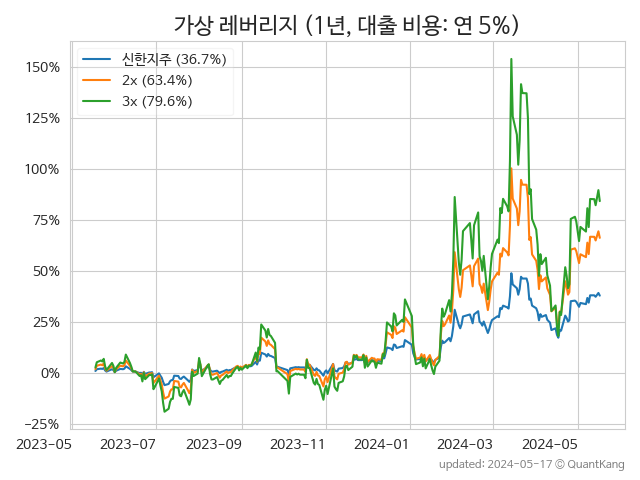 가상 레버리지 (1년, 대출 비용: 연 5%)
신한지주 (36.7%)
2x (63.4%)
3x (79.6%)
150%
125%
100%
75%
50%
25%
0%
−25%
2023-05 2023-07 2023-09 2023-11 2024-01 2024-03 2024-05
updated: 2024-05-17 © QuantKang